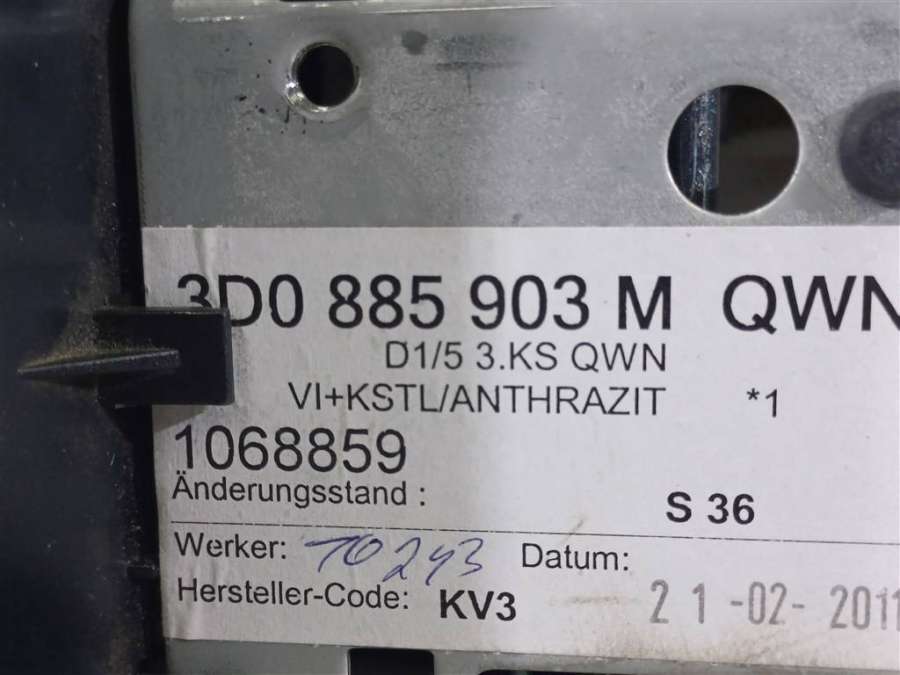 3D0 885 903 M QWN
D1/5 3.KS QWN
VI+KSTL/ANTHRAZIT *1
1068859
Änderungsstand : S 36
Werker: 70243 Datum:
Hersteller-Code: KV3 21-02-2011